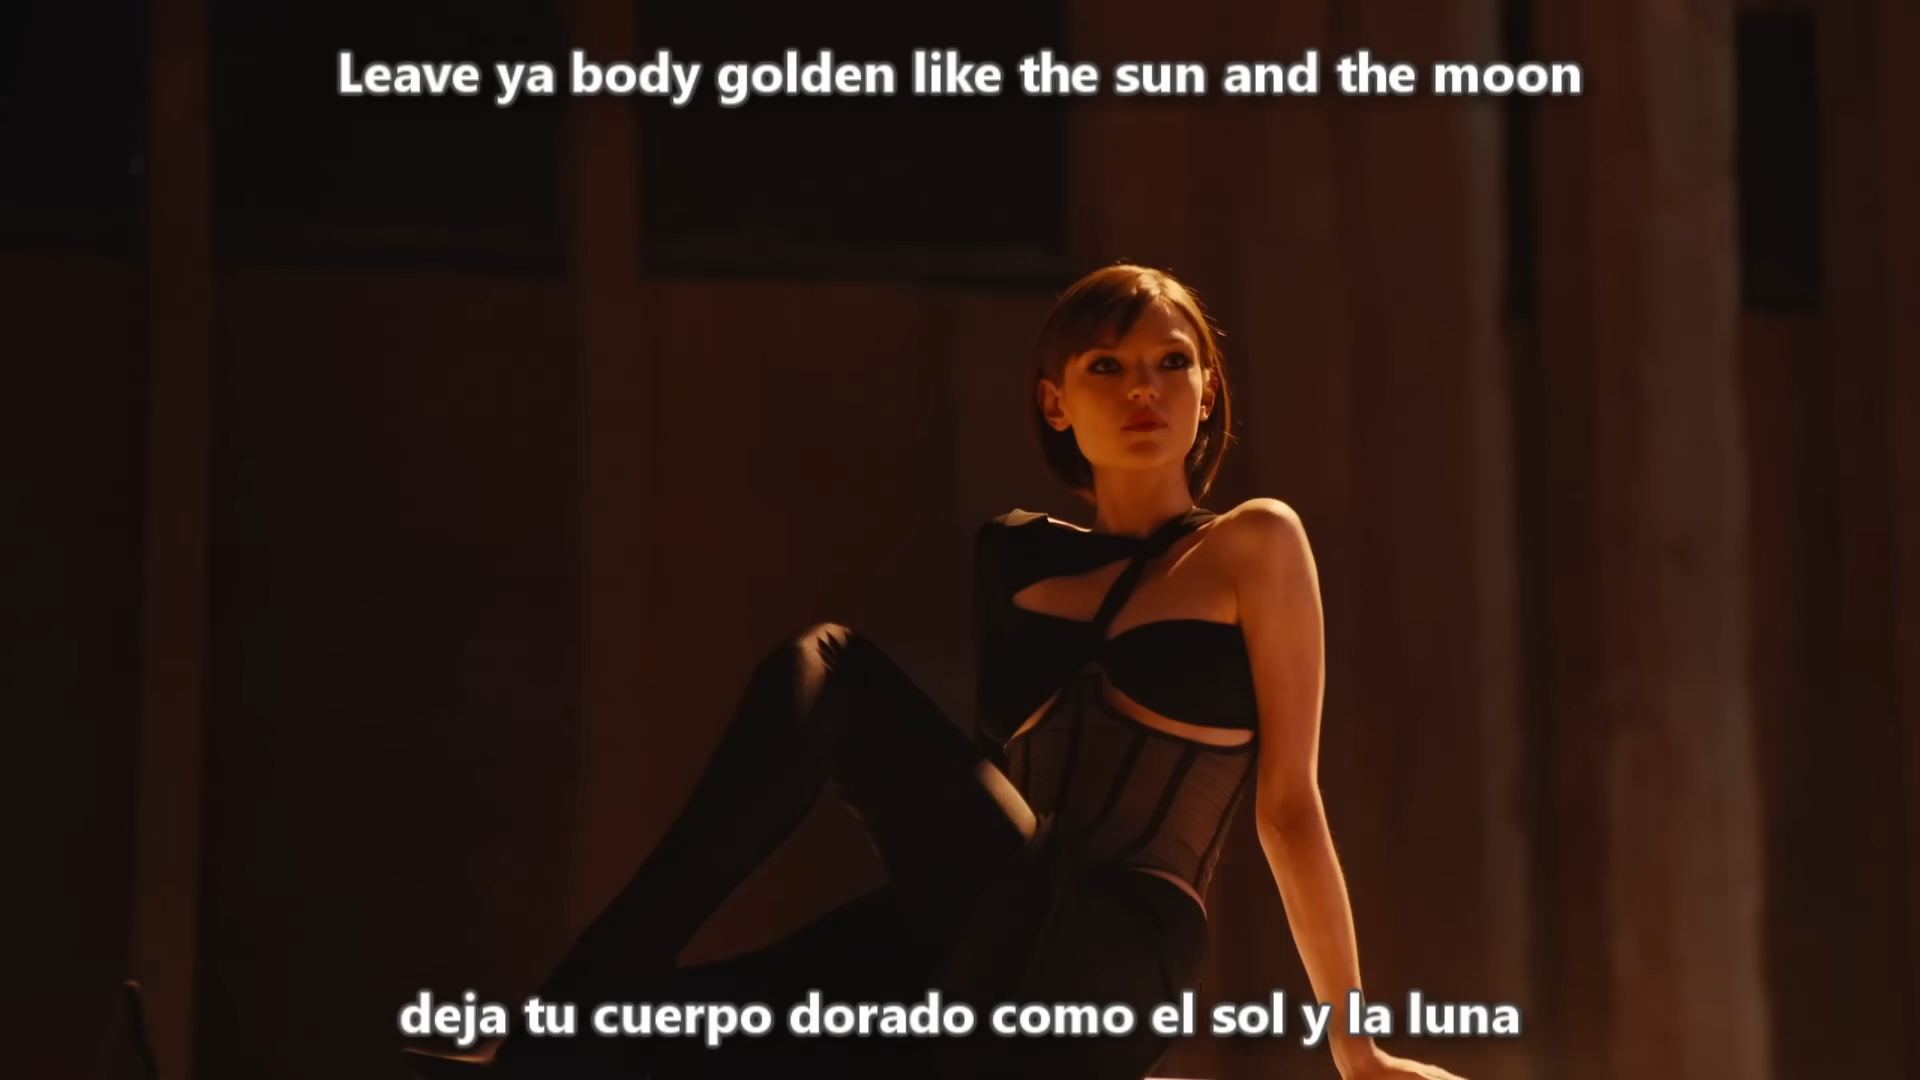 Leave ya body golden like the sun and the moon
deja tu cuerpo dorado como el sol y la luna